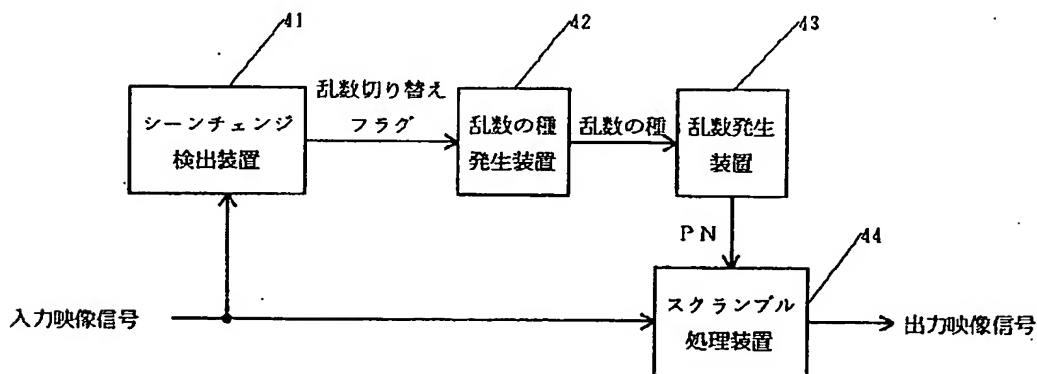 41
42
43
シーンチェンジ
検出装置
乱数切り替え
フラグ
乱数の種
発生装置
乱数の種
乱数発生
装置
PN
44
入力映像信号
スクランブル
処理装置
出力映像信号